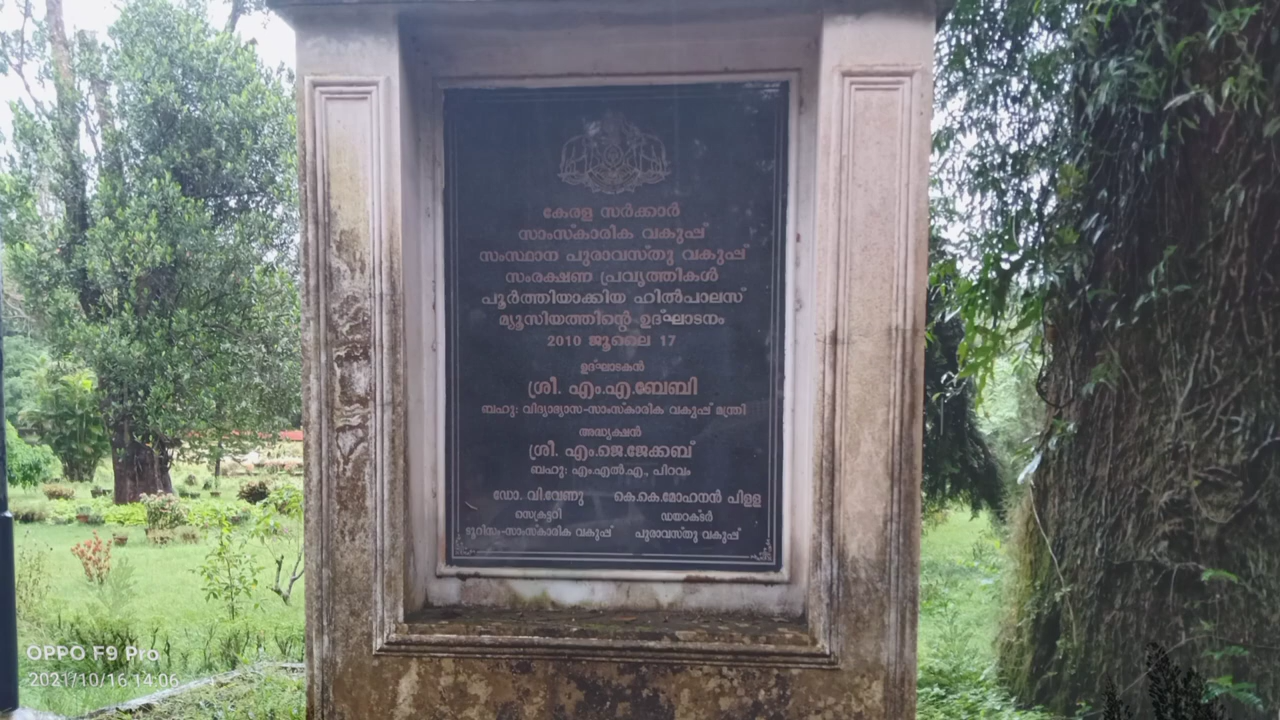 കേരള സർക്കാർ
സാംസ്കാരിക വകുപ്പ്
സംസ്ഥാന പുരാവസ്തു വകുപ്പ്
സംരക്ഷണ പ്രവൃത്തികൾ
പൂർത്തിയാക്കിയ ഹിൽപാലസ്
മ്യൂസിയത്തിന്റെ ഉദ്ഘാടനം
2010 ജൂലൈ 17
ഉദ്ഘാടകൻ
ശ്രീ. എം.എ.ബേബി
ബഹു: വിദ്യാഭ്യാസ-സാംസ്കാരിക വകുപ്പ് മന്ത്രി
അദ്ധ്യക്ഷൻ
ശ്രീ. എം.ജെ.ജേക്കബ്
ബഹു: എം.എൽ.എ., പിറവം
ഡോ. വി.വേണു കെ.കെ.മോഹനൻ പിളള
സെക്രട്ടറി ഡയറക്ടർ
ടൂറിസം-സാംസ്കാരിക വകുപ്പ് പുരാവസ്തു വകുപ്പ്
OPPO F9 Pro
2021/10/16 14:06